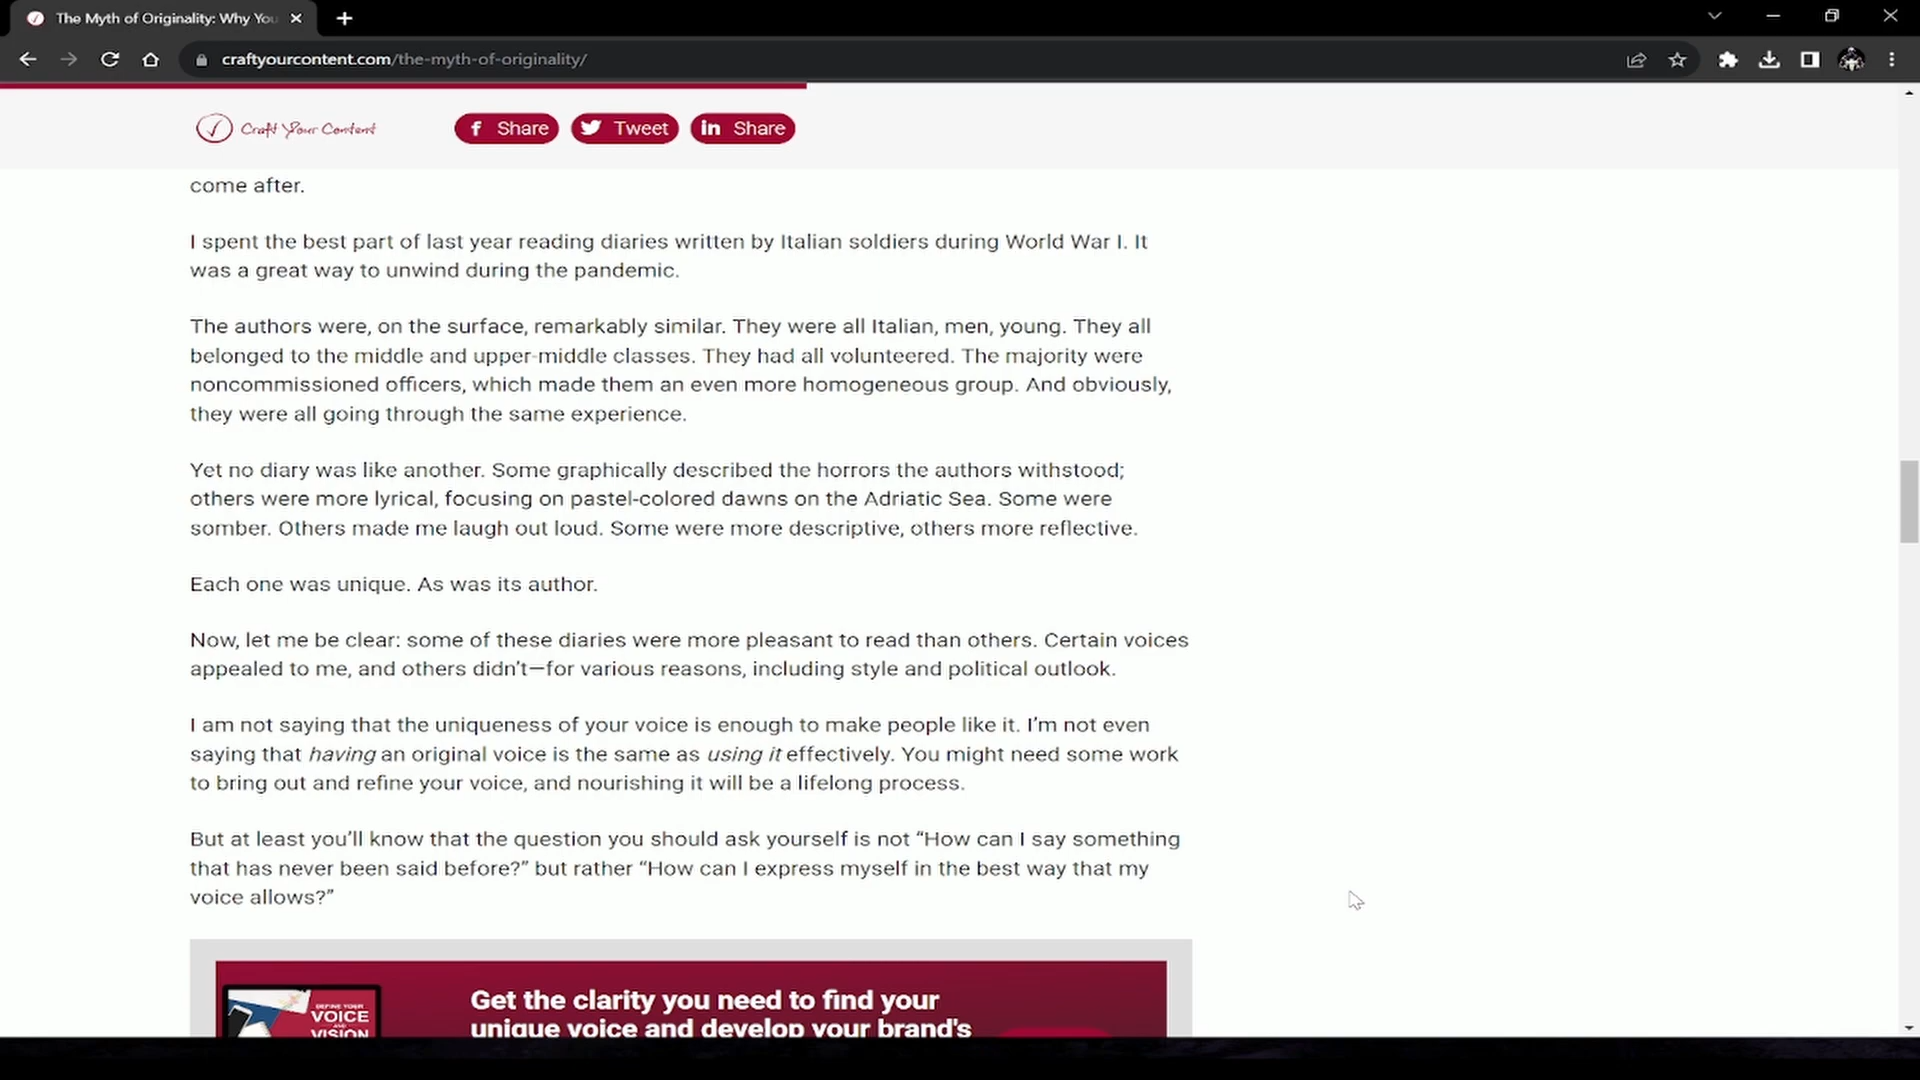 The Myth of Originality: Why You
craftyourcontent.com/the-myth-of-originality/
Craft Your Content
Share
Tweet
Share
come after.
I spent the best part of last year reading diaries written by Italian soldiers during World War I. It
was a great way to unwind during the pandemic.
The authors were, on the surface, remarkably similar. They were all Italian, men, young. They all
belonged to the middle and upper-middle classes. They had all volunteered. The majority were
noncommissioned officers, which made them an even more homogeneous group. And obviously,
they were all going through the same experience.
Yet no diary was like another. Some graphically described the horrors the authors withstood;
others were more lyrical, focusing on pastel-colored dawns on the Adriatic Sea. Some were
somber. Others made me laugh out loud. Some were more descriptive, others more reflective.
Each one was unique. As was its author.
Now, let me be clear: some of these diaries were more pleasant to read than others. Certain voices
appealed to me, and others didn’t—for various reasons, including style and political outlook.
I am not saying that the uniqueness of your voice is enough to make people like it. I’m not even
saying that having an original voice is the same as using it effectively. You might need some work
to bring out and refine your voice, and nourishing it will be a lifelong process.
But at least you’ll know that the question you should ask yourself is not “How can I say something
that has never been said before?” but rather “How can I express myself in the best way that my
voice allows?”
DEFINE YOUR
VOICE
AND
VISION
Get the clarity you need to find your
unique voice and develop your brand's